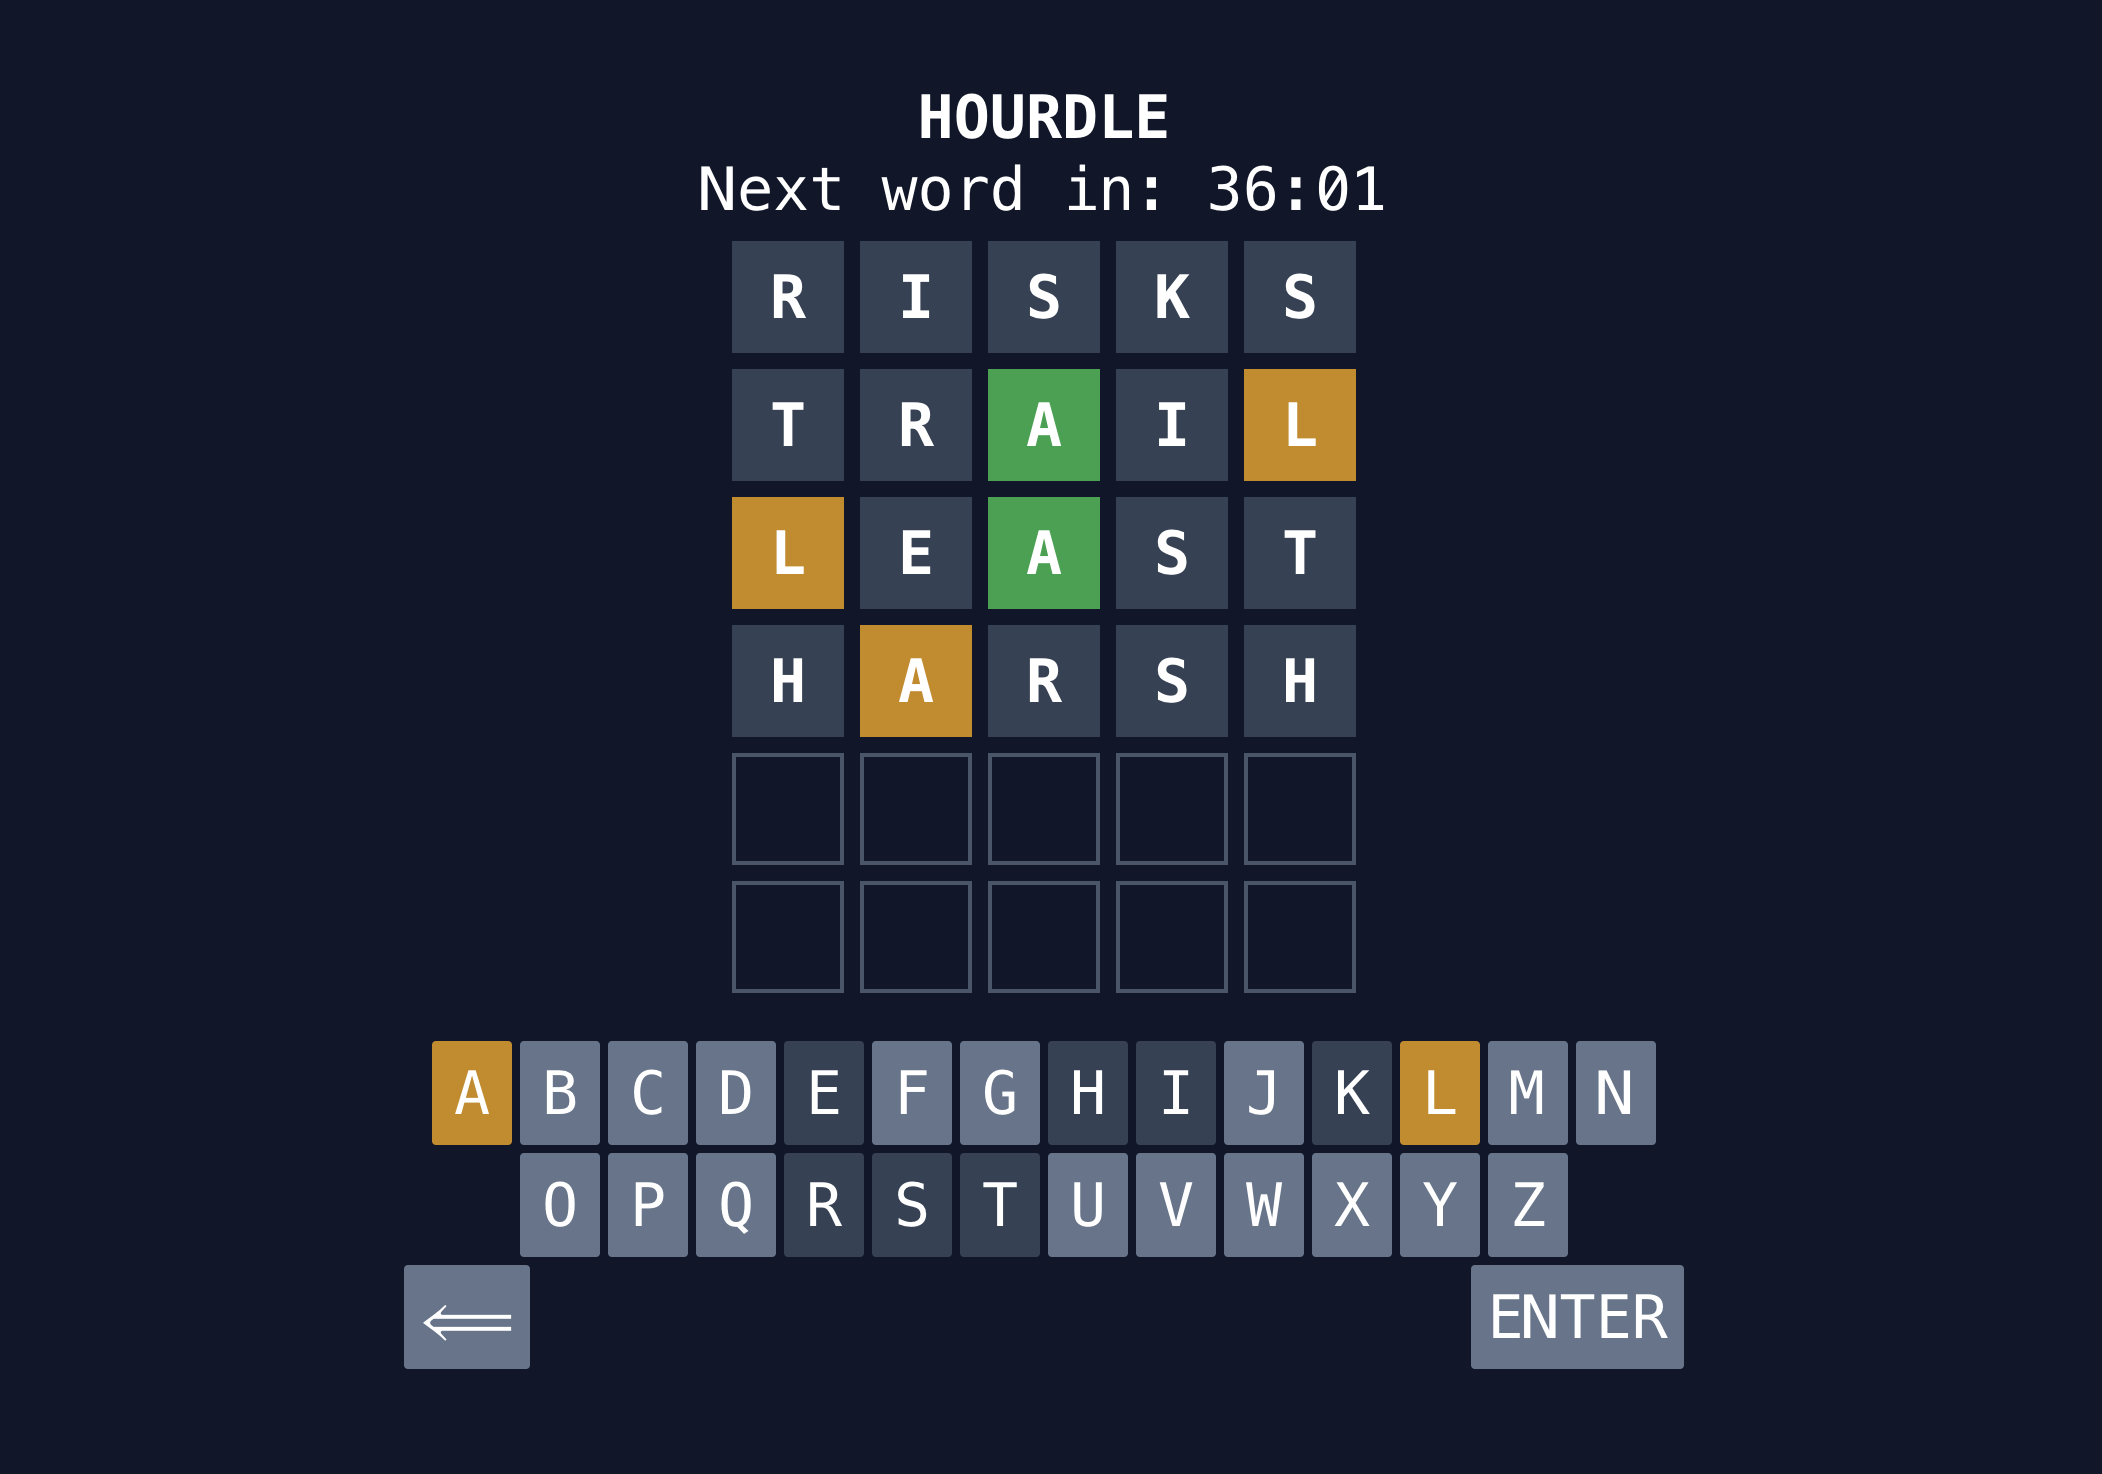 HOURDLE
Next word in: 36:01
R I S K S
T R A I L
L E A S T
H A R S H
A B C D E F G H I J K L M N
O P Q R S T U V W X Y Z
⟸ ENTER